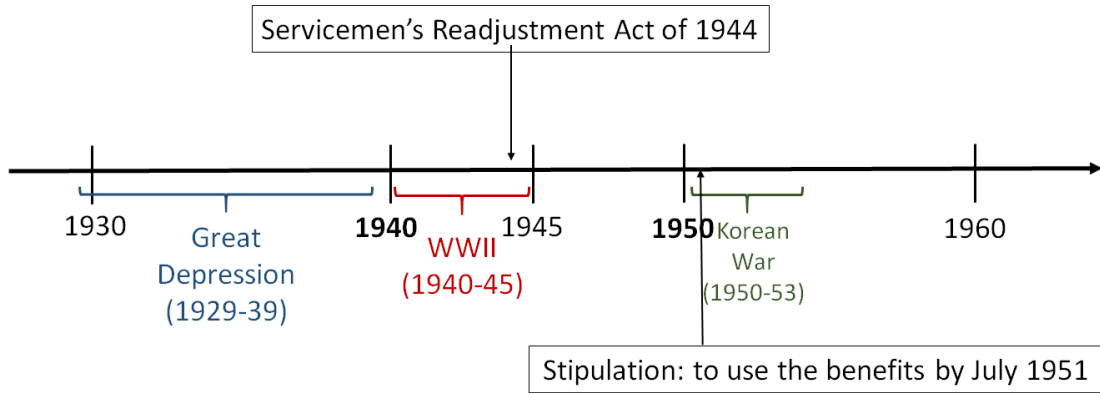 Servicemen’s Readjustment Act of 1944
1930
1940
1945
1950
1960
Great
Depression
(1929-39)
WWII
(1940-45)
Korean
War
(1950-53)
Stipulation: to use the benefits by July 1951